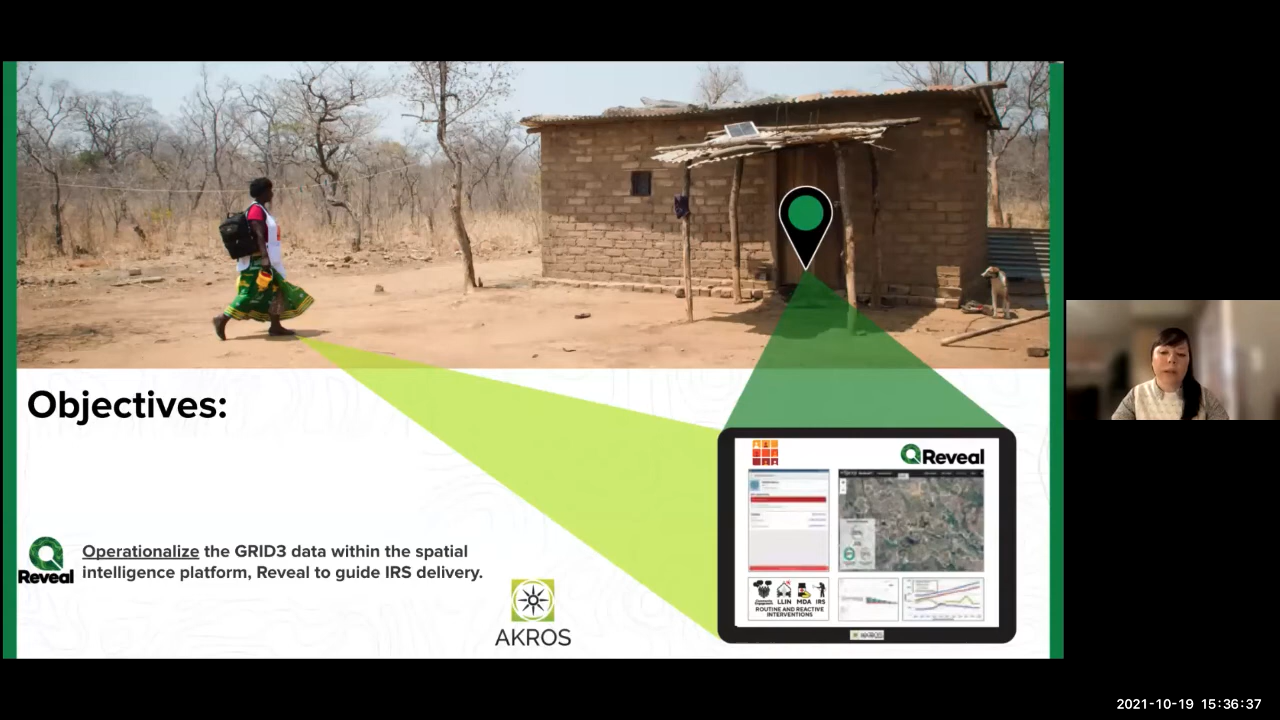 Objectives:
Reveal
Operationalize the GRID3 data within the spatial
intelligence platform, Reveal to guide IRS delivery.
AKROS
Reveal
LLIN MDA IRS
ROUTINE AND REACTIVE
INTERVENTIONS
AKROS
2021-10-19 15:36:37